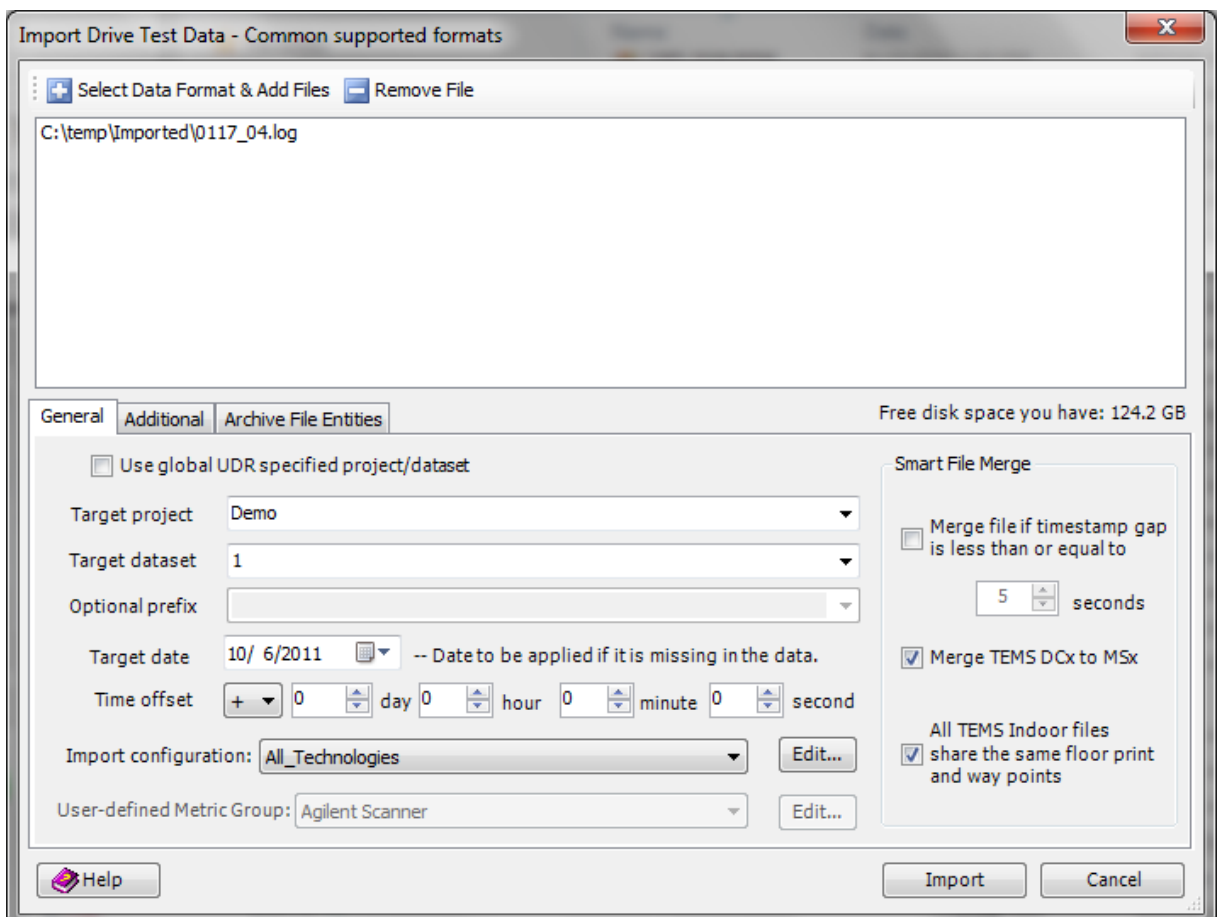 Import Drive Test Data - Common supported formats
Select Data Format & Add Files Remove File
C:\temp\Imported\0117_04.log
General Additional Archive File Entities Free disk space you have: 124.2 GB
Use global UDR specified project/dataset
Target project Demo
Target dataset 1
Optional prefix
Target date 10/ 6/2011 -- Date to be applied if it is missing in the data.
Time offset + 0 day 0 hour 0 minute 0 second
Import configuration: All_Technologies Edit...
User-defined Metric Group: Agilent Scanner Edit...
Smart File Merge
Merge file if timestamp gap
is less than or equal to
5 seconds
Merge TEMS DCx to MSx
All TEMS Indoor files
share the same floor print
and way points
Help Import Cancel